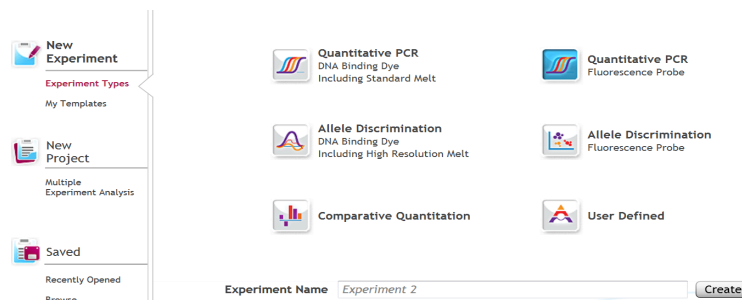 New
Experiment
Experiment Types
My Templates
New
Project
Multiple
Experiment Analysis
Saved
Recently Opened
Browse
Quantitative PCR
DNA Binding Dye
Including Standard Melt
Quantitative PCR
Fluorescence Probe
Allele Discrimination
DNA Binding Dye
Including High Resolution Melt
Allele Discrimination
Fluorescence Probe
Comparative Quantitation
User Defined
Experiment Name Experiment 2 Create